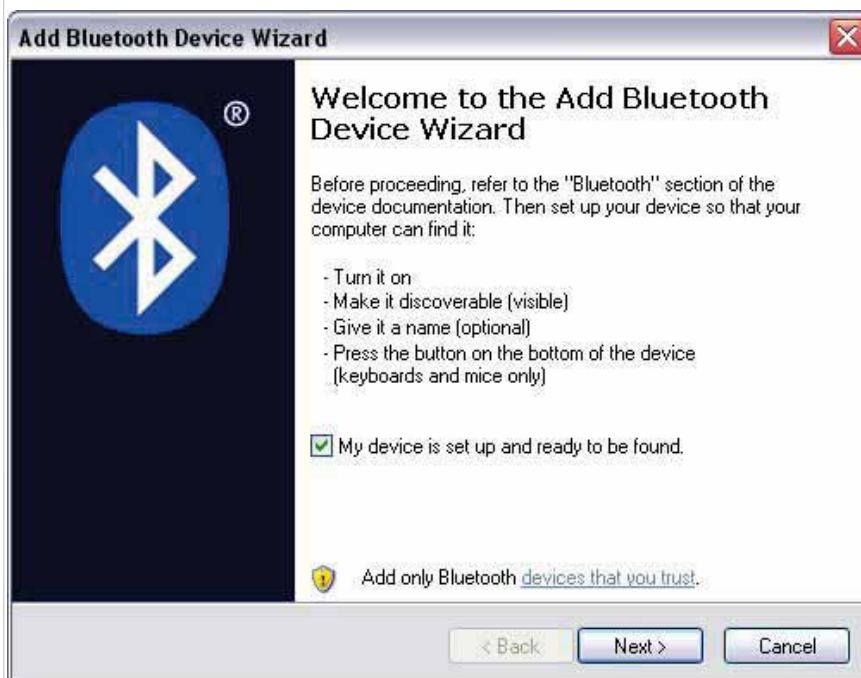 Add Bluetooth Device Wizard
®
Welcome to the Add Bluetooth
Device Wizard
Before proceeding, refer to the "Bluetooth" section of the
device documentation. Then set up your device so that your
computer can find it:
- Turn it on
- Make it discoverable (visible)
- Give it a name (optional)
- Press the button on the bottom of the device
(keyboards and mice only)
My device is set up and ready to be found.
Add only Bluetooth devices that you trust.
< Back Next > Cancel